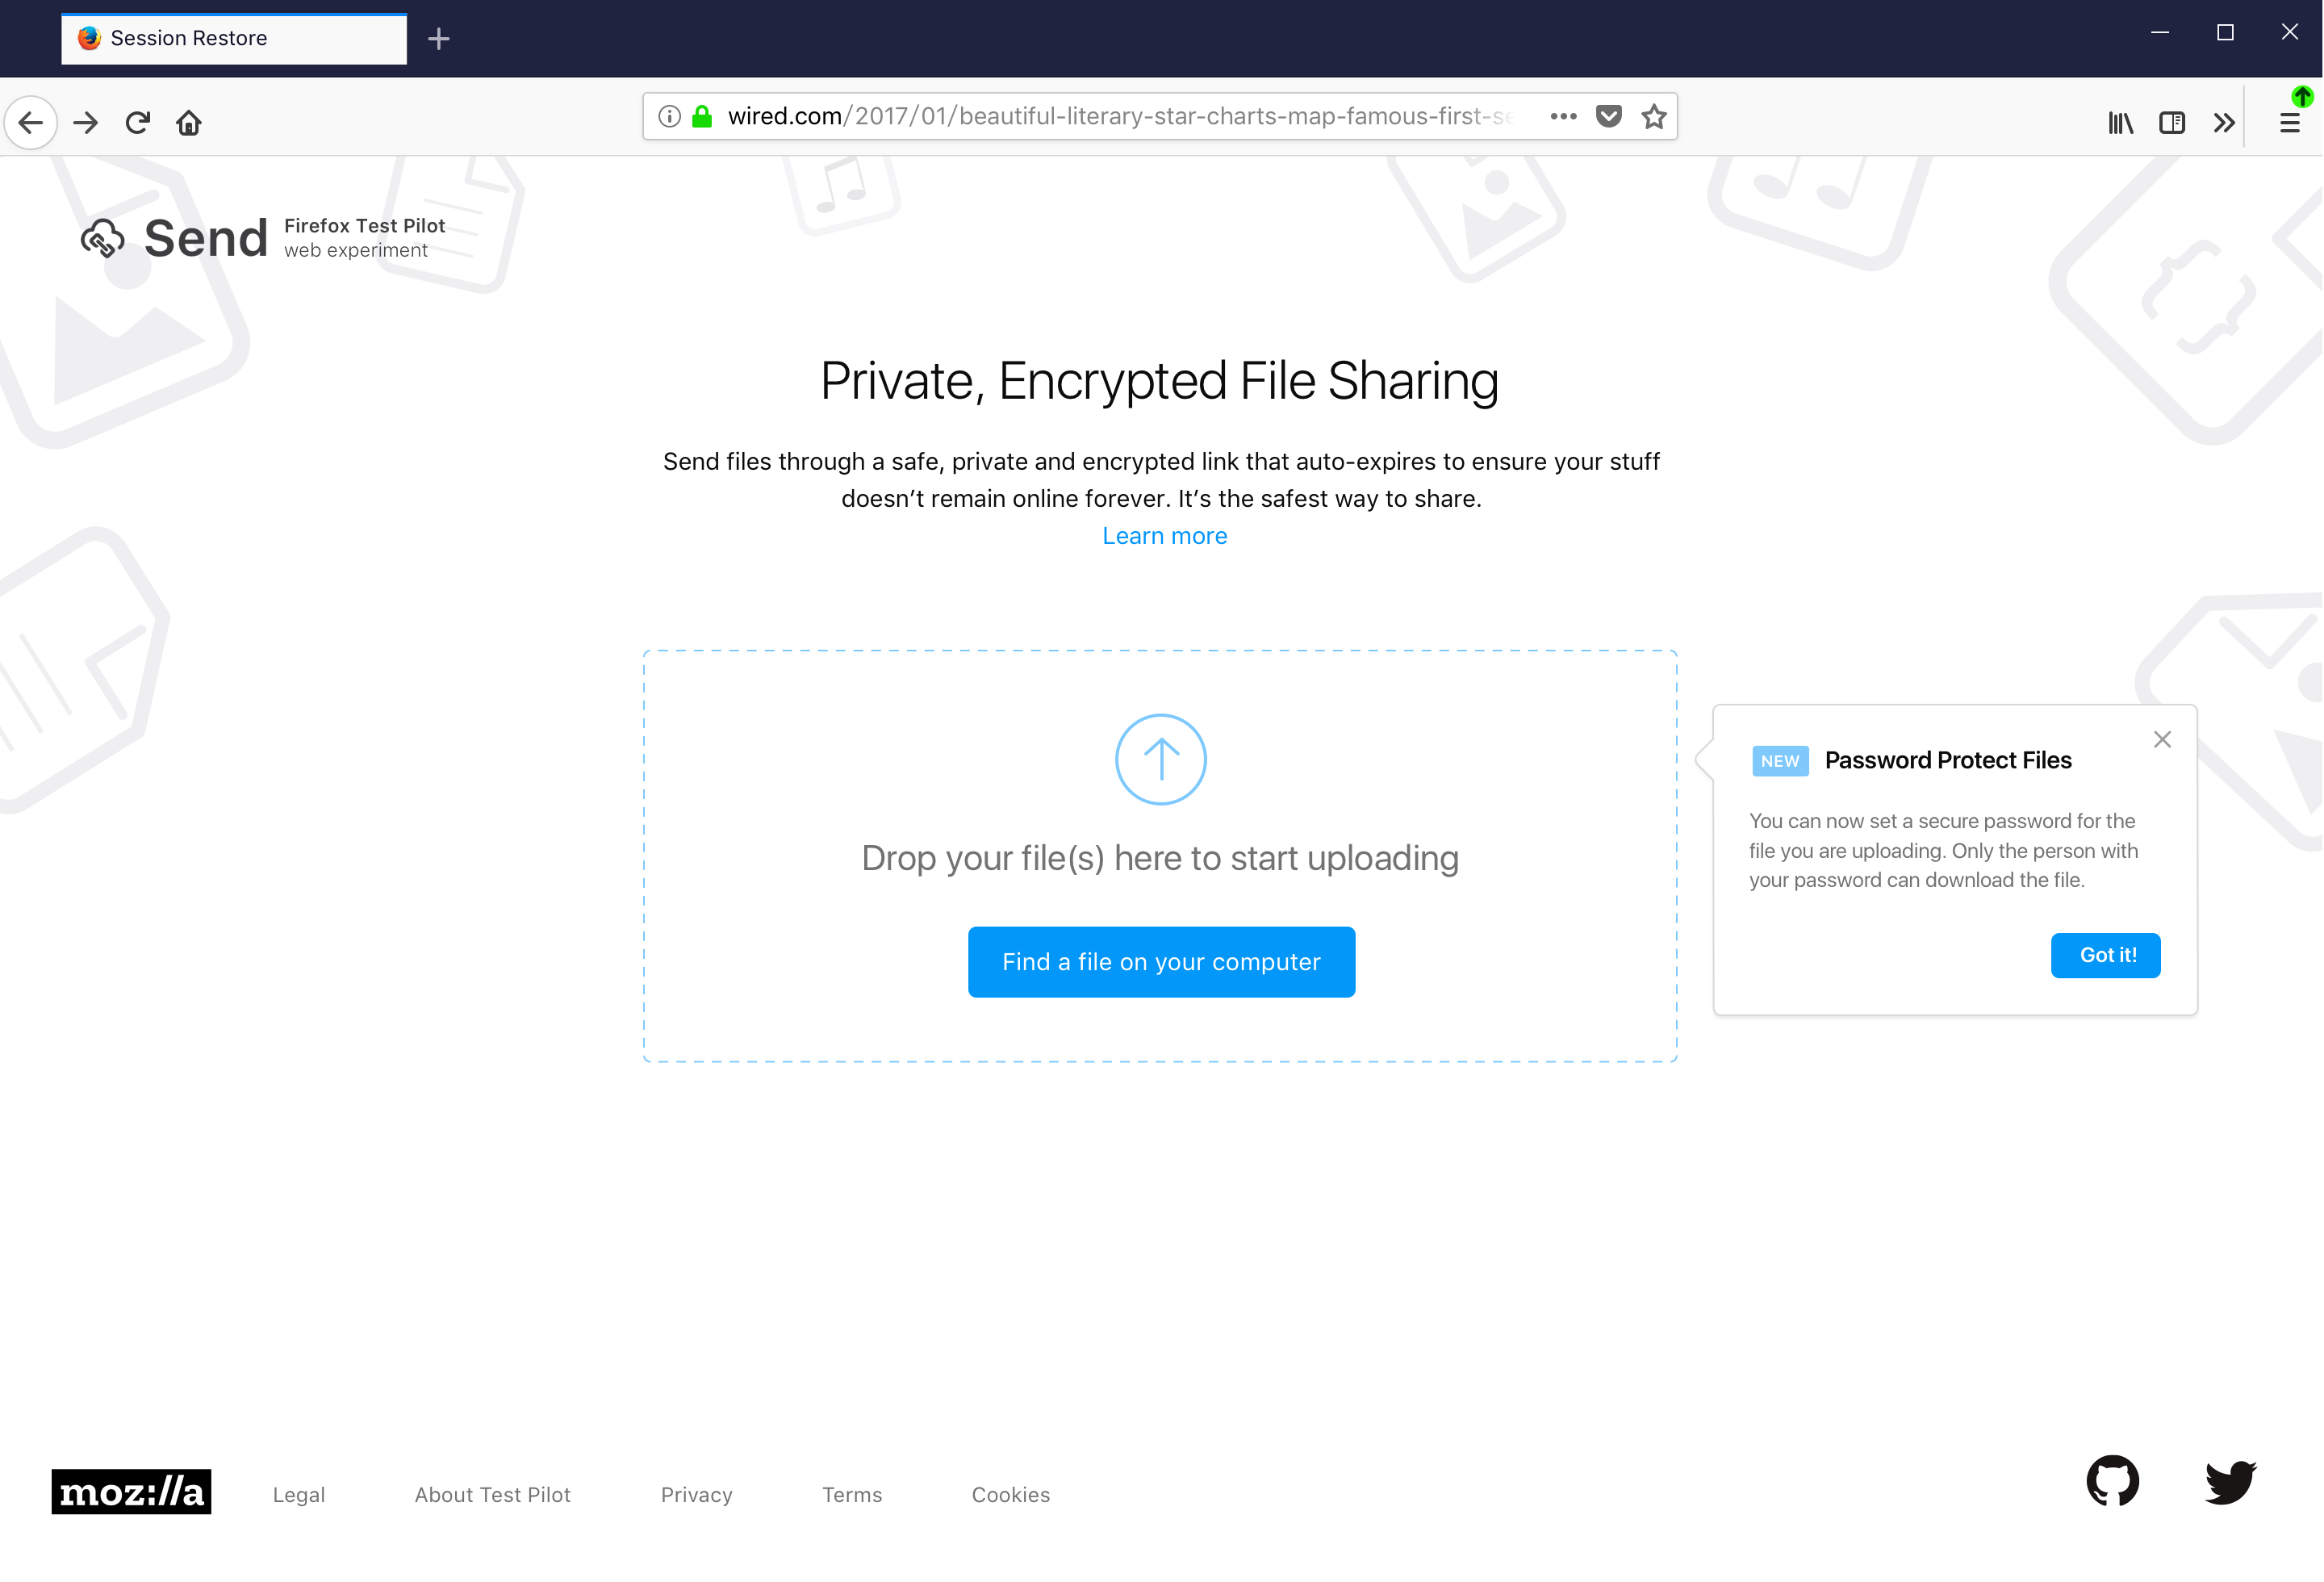 Session Restore
wired.com/2017/01/beautiful-literary-star-charts-map-famous-first-se
Send
Firefox Test Pilot
web experiment
Private, Encrypted File Sharing
Send files through a safe, private and encrypted link that auto-expires to ensure your stuff
doesn’t remain online forever. It’s the safest way to share.
Learn more
Drop your file(s) here to start uploading
Find a file on your computer
NEW Password Protect Files
You can now set a secure password for the
file you are uploading. Only the person with
your password can download the file.
Got it!
moz://a
Legal About Test Pilot Privacy Terms Cookies